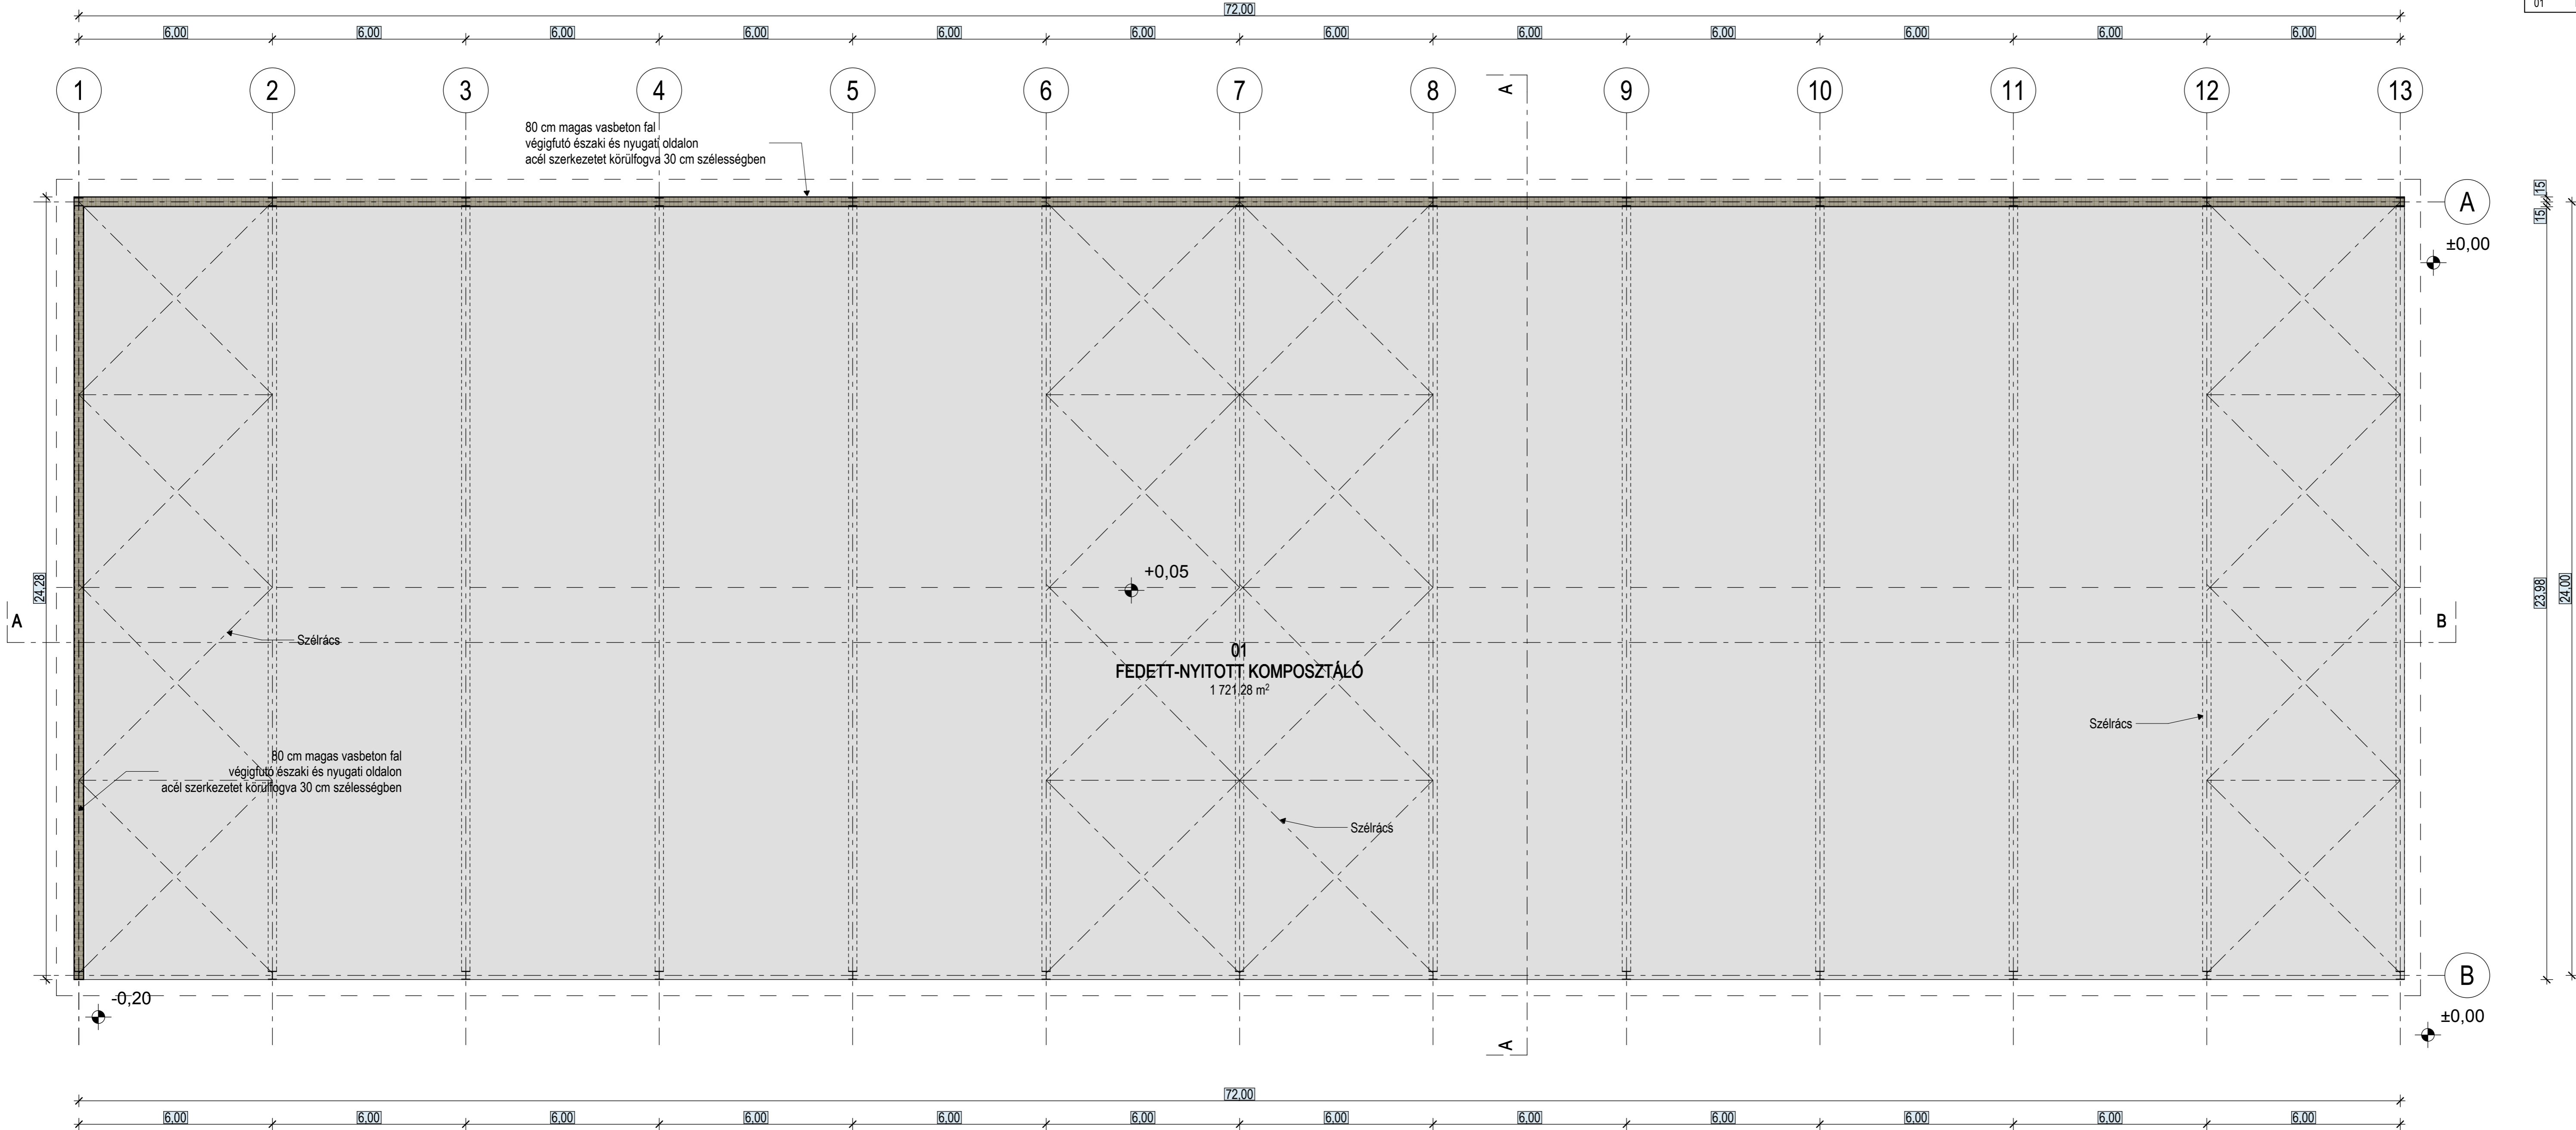 72,00
01
6,00 6,00 6,00 6,00 6,00 6,00 6,00 6,00 6,00 6,00 6,00 6,00
1 2 3 4 5 6 7 8 A 9 10 11 12 13
80 cm magas vasbeton fal
végigfutó északi és nyugati oldalon
acél szerkezetet körülfogva 30 cm szélességben
15
A
15
±0,00
+0,05
24,28
23,98
24,00
A
B
Szélrács
01
FEDETT-NYITOTT KOMPOSZTÁLÓ
1 721,28 m²
Szélrács
80 cm magas vasbeton fal
végigfutó északi és nyugati oldalon
acél szerkezetet körülfogva 30 cm szélességben
Szélrács
B
-0,20
±0,00
A
72,00
6,00 6,00 6,00 6,00 6,00 6,00 6,00 6,00 6,00 6,00 6,00 6,00